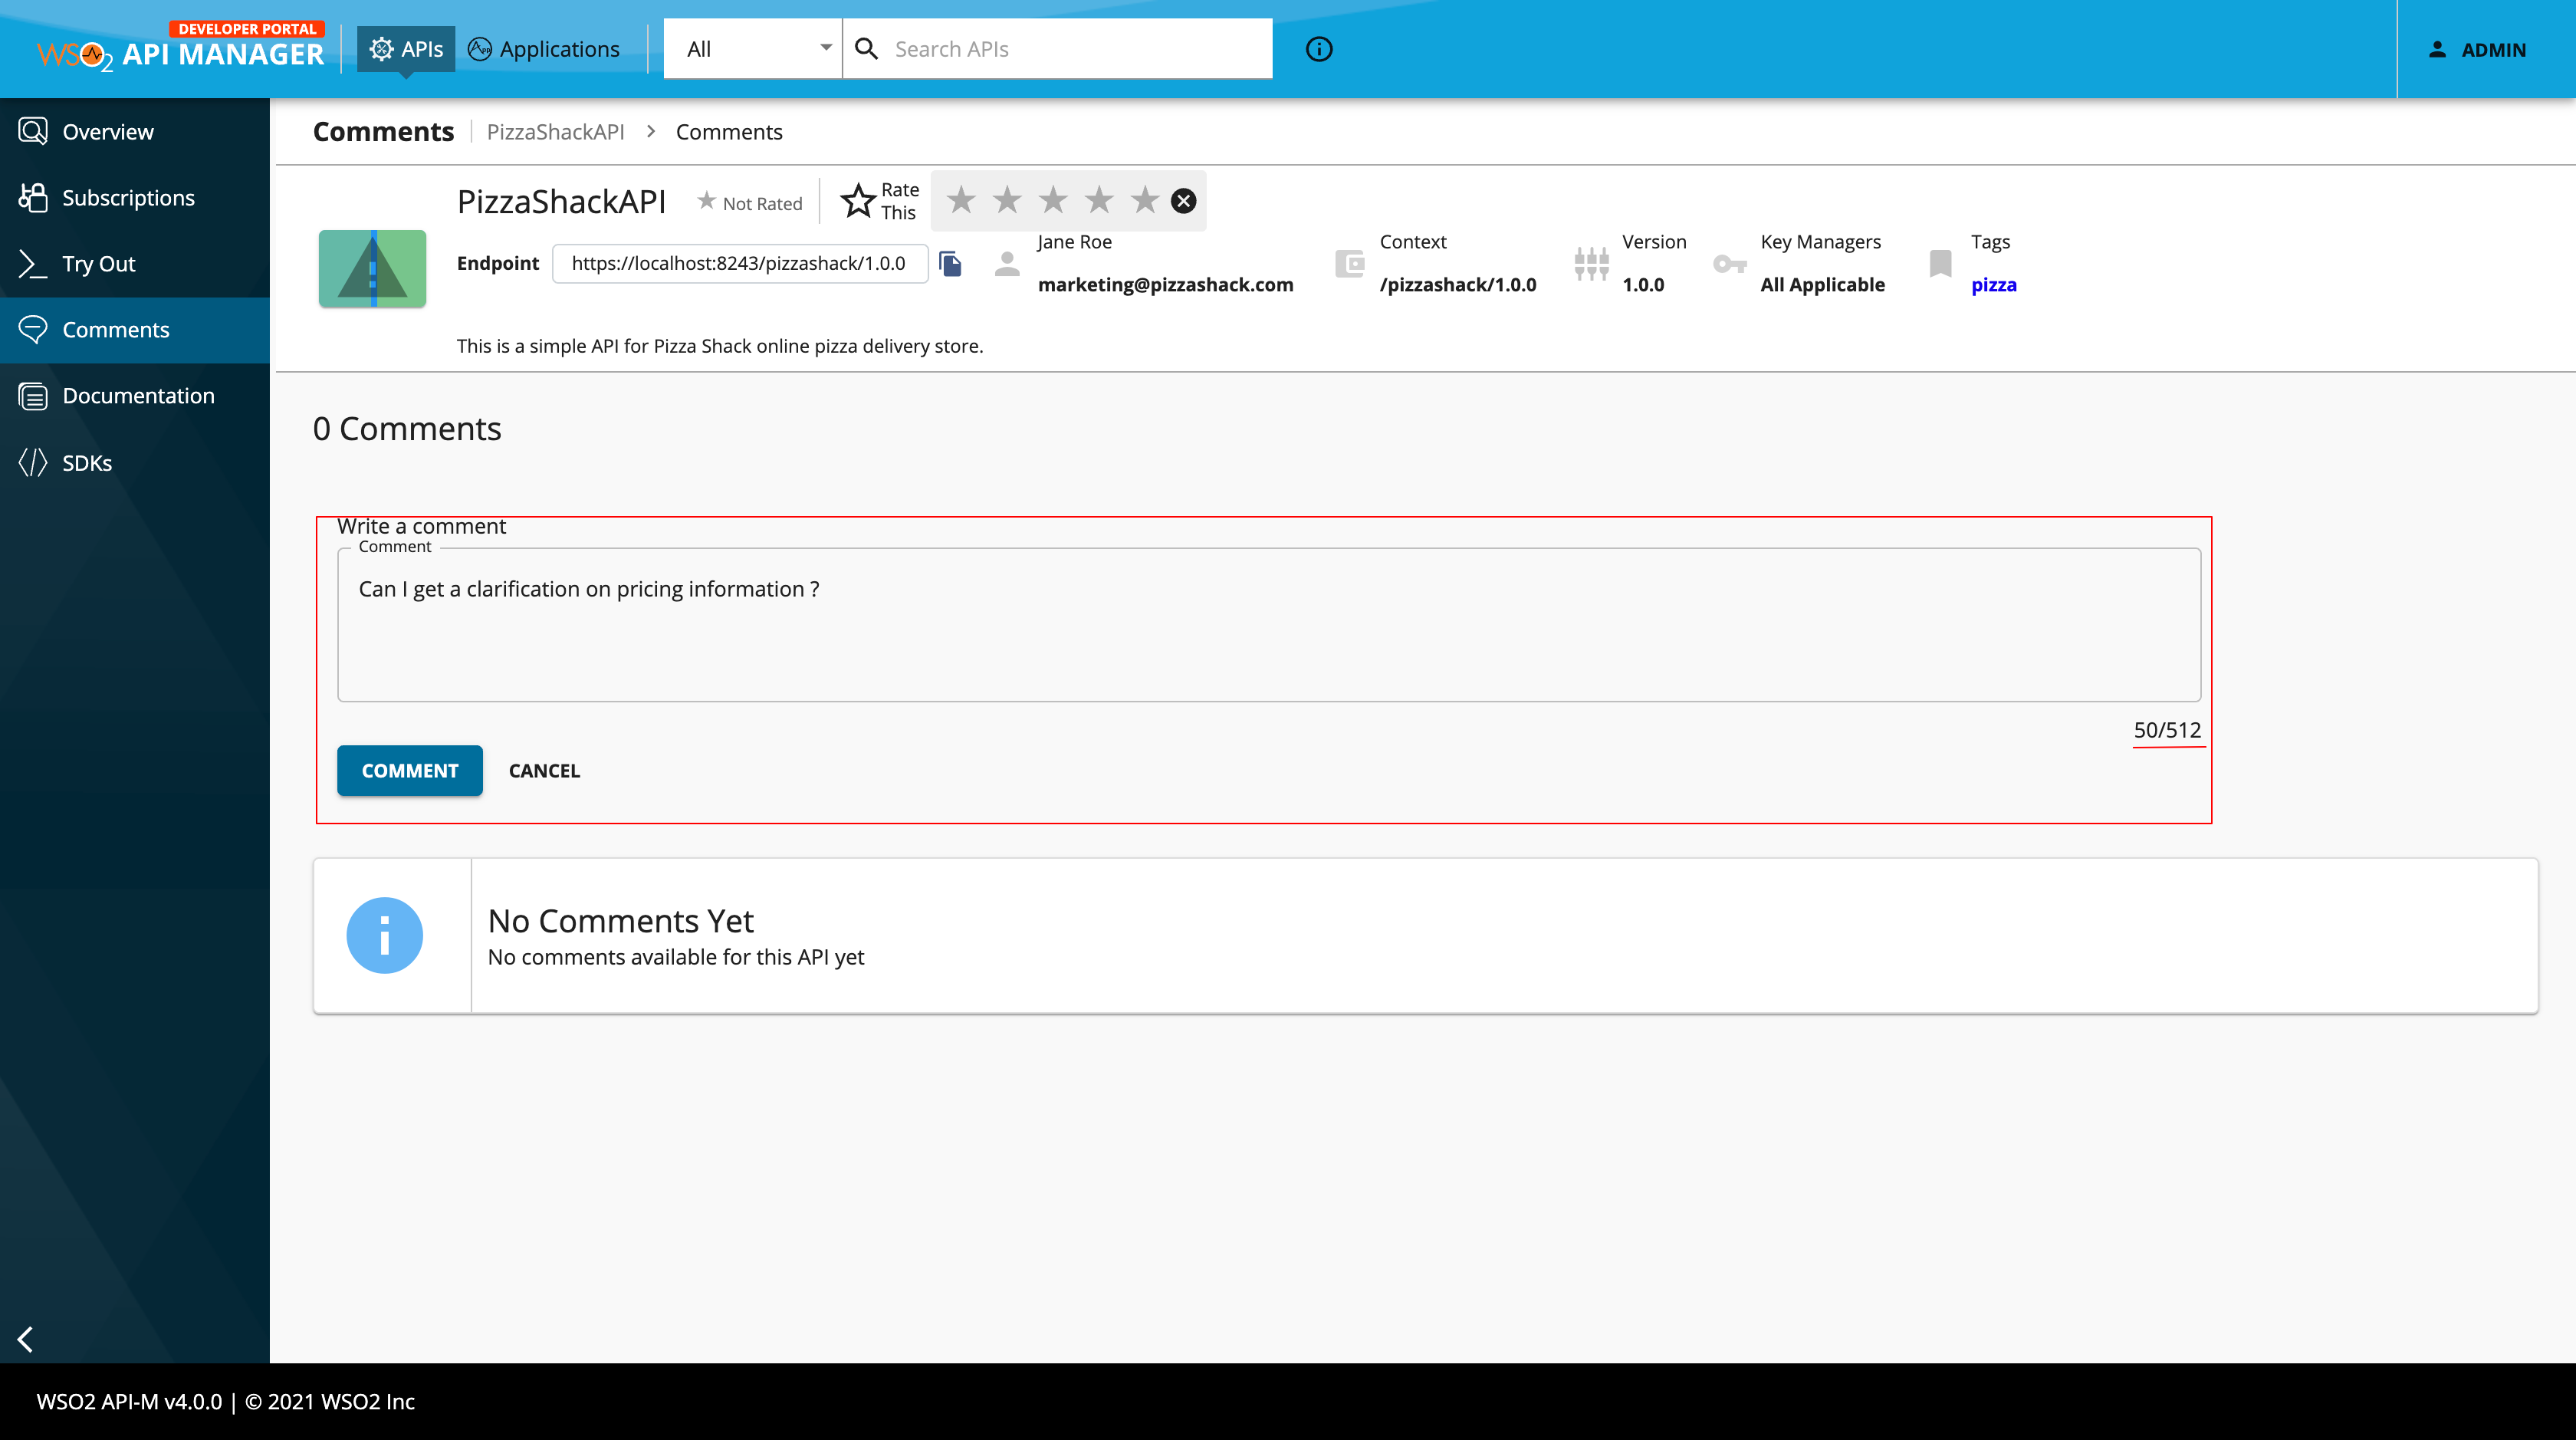 DEVELOPER PORTAL
WSO2 API MANAGER
APIs
Applications
All
Search APIs
ADMIN
Overview
Subscriptions
Try Out
Comments
Documentation
SDKs
Comments PizzaShackAPI > Comments
PizzaShackAPI
Not Rated
Rate
This
Endpoint https://localhost:8243/pizzashack/1.0.0
Jane Roe
marketing@pizzashack.com
Context
/pizzashack/1.0.0
Version
1.0.0
Key Managers
All Applicable
Tags
pizza
This is a simple API for Pizza Shack online pizza delivery store.
0 Comments
Write a comment
Comment
Can I get a clarification on pricing information ?
50/512
COMMENT CANCEL
No Comments Yet
No comments available for this API yet
WSO2 API-M v4.0.0 | © 2021 WSO2 Inc